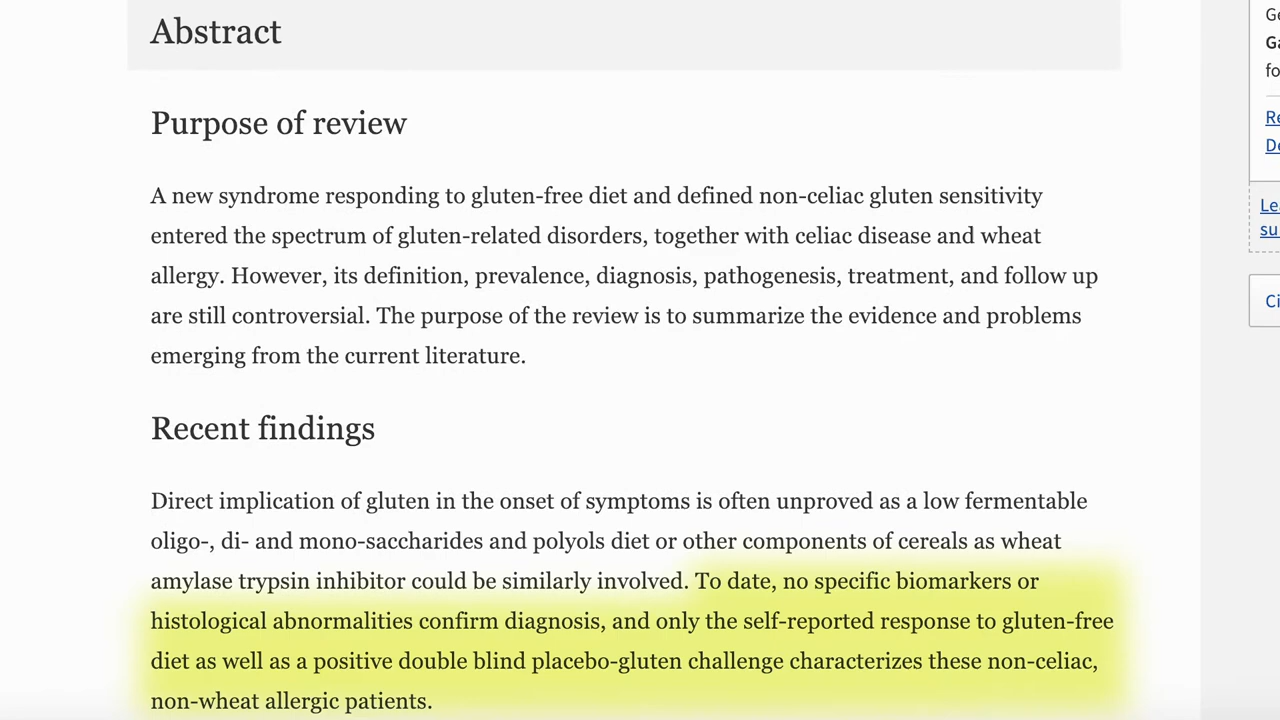 Abstract
Purpose of review
A new syndrome responding to gluten-free diet and defined non-celiac gluten sensitivity
entered the spectrum of gluten-related disorders, together with celiac disease and wheat
allergy. However, its definition, prevalence, diagnosis, pathogenesis, treatment, and follow up
are still controversial. The purpose of the review is to summarize the evidence and problems
emerging from the current literature.
Recent findings
Direct implication of gluten in the onset of symptoms is often unproved as a low fermentable
oligo-, di- and mono-saccharides and polyols diet or other components of cereals as wheat
amylase trypsin inhibitor could be similarly involved. To date, no specific biomarkers or
histological abnormalities confirm diagnosis, and only the self-reported response to gluten-free
diet as well as a positive double blind placebo-gluten challenge characterizes these non-celiac,
non-wheat allergic patients.